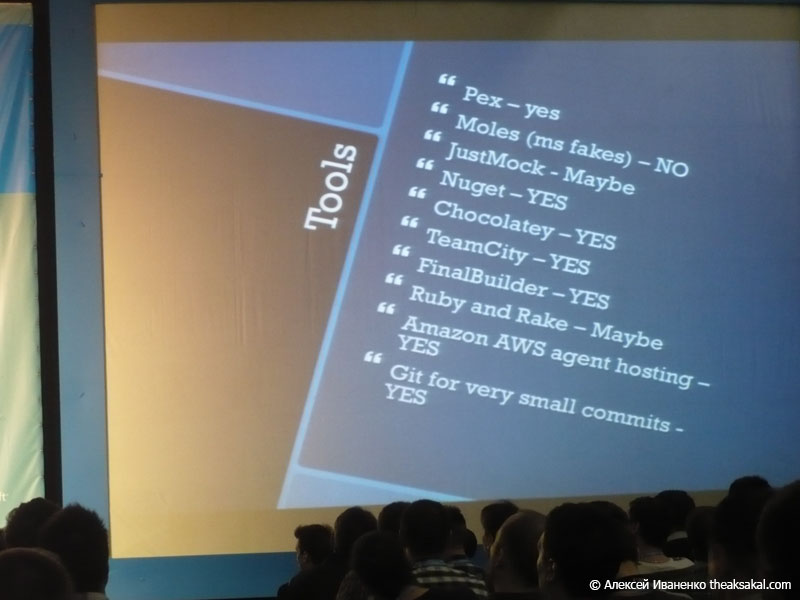 Tools
Pex – yes
Moles (ms fakes) – NO
JustMock - Maybe
Nuget – YES
Chocolatey – YES
TeamCity – YES
FinalBuilder – YES
Ruby and Rake – Maybe
Amazon AWS agent hosting –
YES
Git for very small commits -
YES
© Алексей Иваненко theaksakal.com